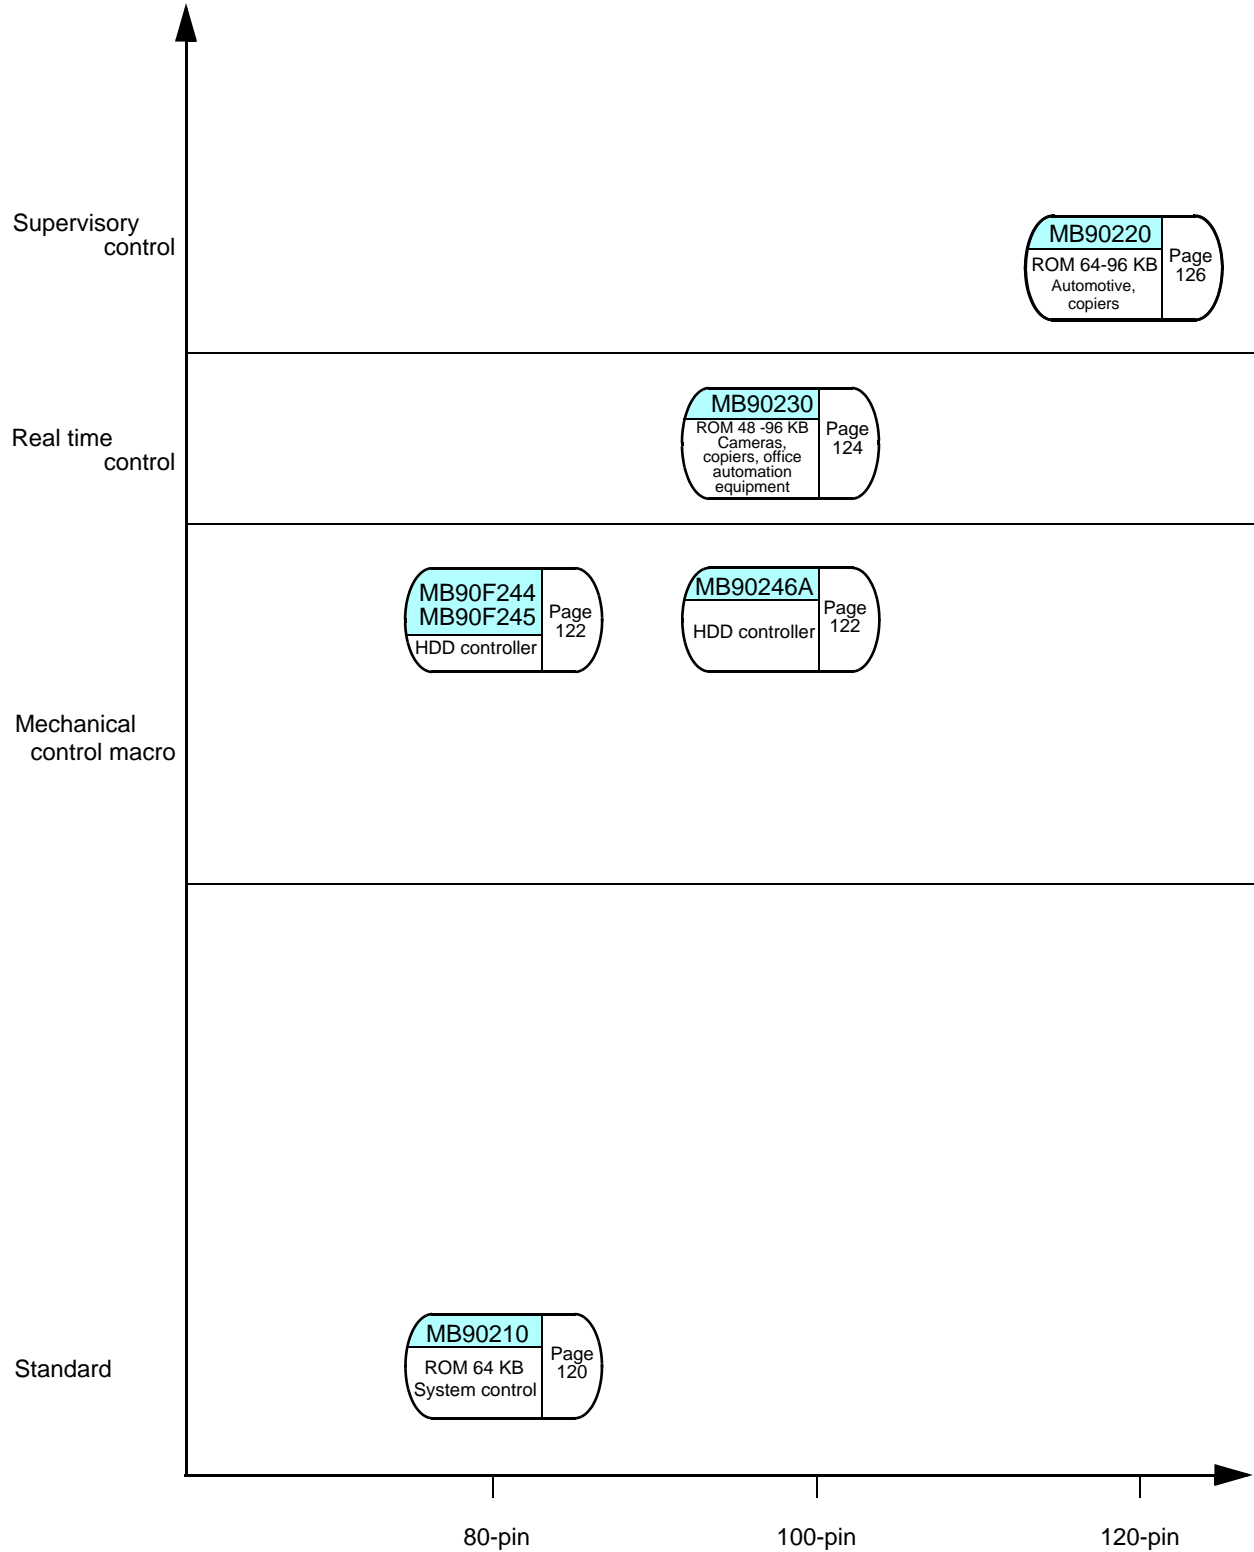 Supervisory
control
MB90220
ROM 64-96 KB
Automotive,
copiers
Page
126
Real time
control
MB90230
ROM 48 -96 KB
Cameras,
copiers, office
automation
equipment
Page
124
Mechanical
control macro
MB90F244
MB90F245
HDD controller
Page
122
MB90246A
HDD controller
Page
122
Standard
MB90210
ROM 64 KB
System control
Page
120
80-pin
100-pin
120-pin